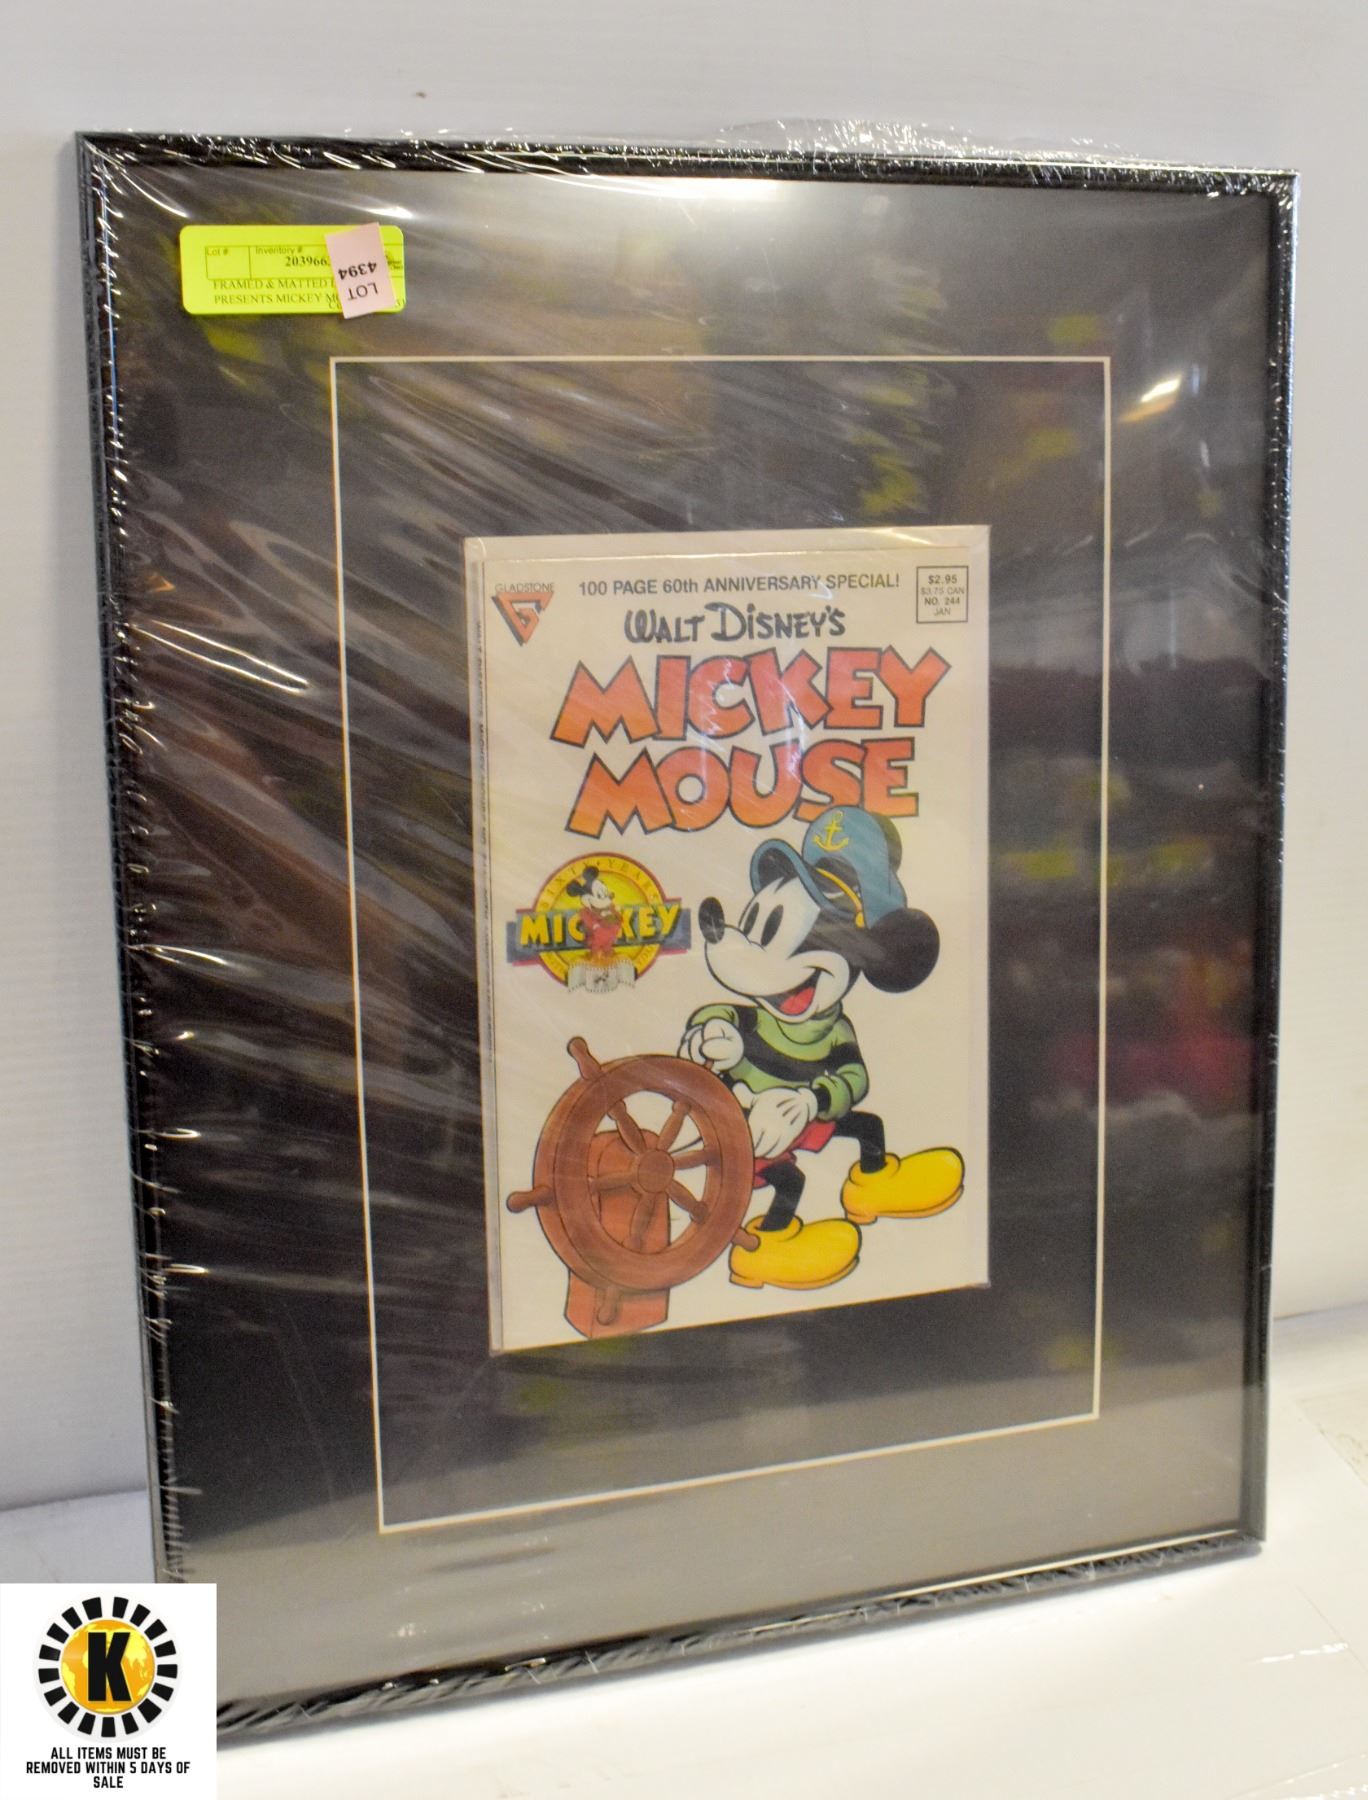 Lot #
Inventory #
203966
FRAMED & MATTED
PRESENTS MICKEY
LOT
4394
GLADSTONE
100 PAGE 60th ANNIVERSARY SPECIAL!
$2.95
$3.75 CAN
NO. 244
JAN
WALT DISNEY'S
MICKEY
MOUSE
SIXTY YEARS
MICKEY
K
ALL ITEMS MUST BE
REMOVED WITHIN 5 DAYS OF
SALE